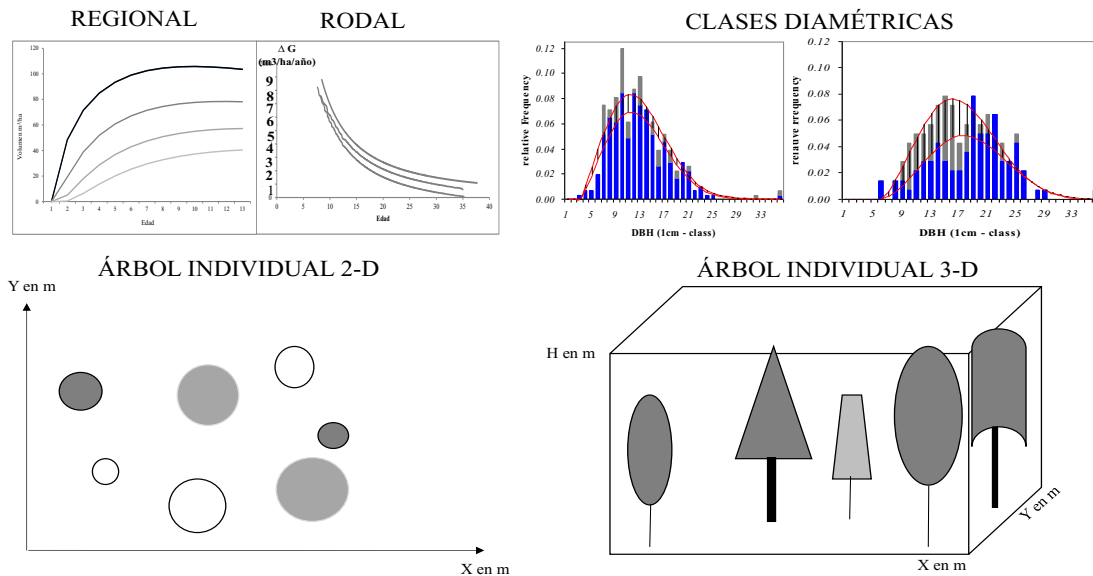 REGIONAL
RODAL
CLASES DIAMÉTRICAS
120
100
80
60
40
20
0
Volumen m³/ha
1 2 3 4 5 6 7 8 9 10 11 12 13
Edad
Δ G
(m3/ha/año)
9
8
7
6
5
4
3
2
1
0 10 15 20 25 30 35 40
Edad
0.12
0.10
0.08
0.06
0.04
0.02
0.00
relative frequency
1 5 9 13 17 21 25 29 33
DBH (1cm - class)
0.12
0.10
0.08
0.06
0.04
0.02
0.00
relative frequency
1 5 9 13 17 21 25 29 33
DBH (1cm - class)
ÁRBOL INDIVIDUAL 2-D
Y en m
X en m
ÁRBOL INDIVIDUAL 3-D
H en m
Y en m
X en m